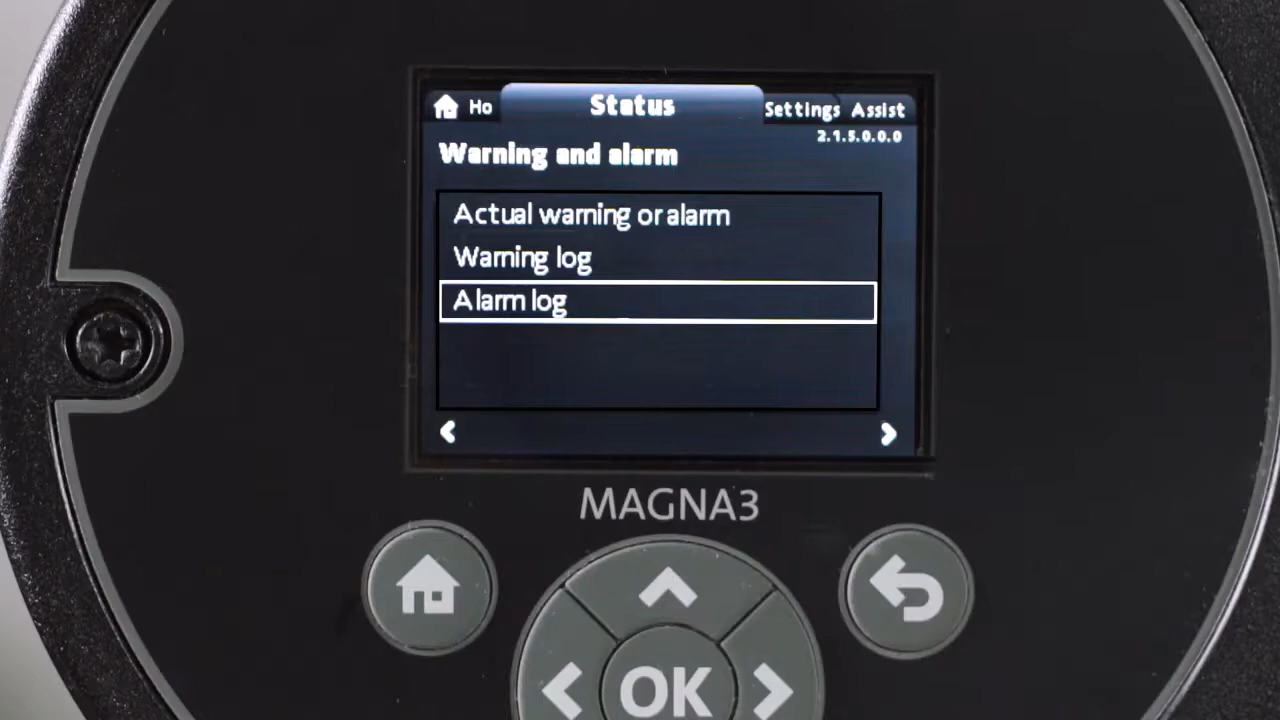 Ho Status Settings Assist
2.1.5.0.0.0
Warning and alarm
Actual warning or alarm
Warning log
Alarm log
MAGNA3
OK